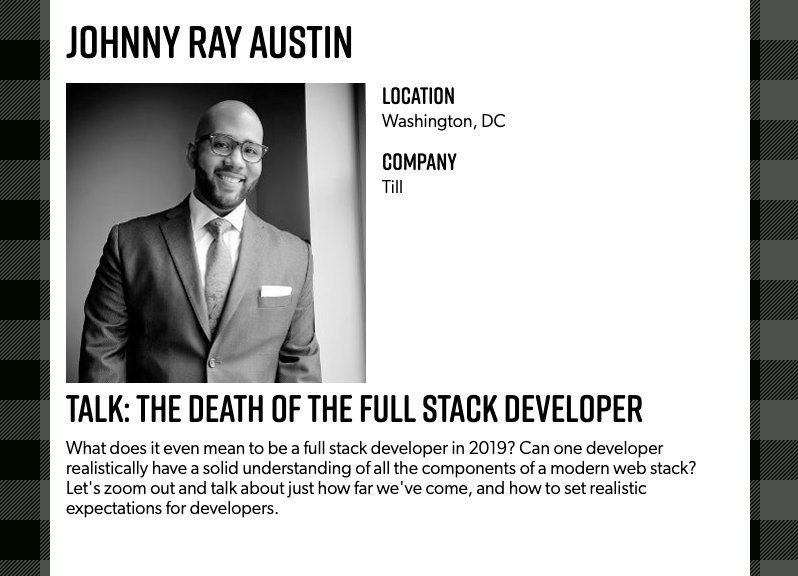 JOHNNY RAY AUSTIN
LOCATION
Washington, DC
COMPANY
Till
TALK: THE DEATH OF THE FULL STACK DEVELOPER
What does it even mean to be a full stack developer in 2019? Can one developer
realistically have a solid understanding of all the components of a modern web stack?
Let's zoom out and talk about just how far we've come, and how to set realistic
expectations for developers.